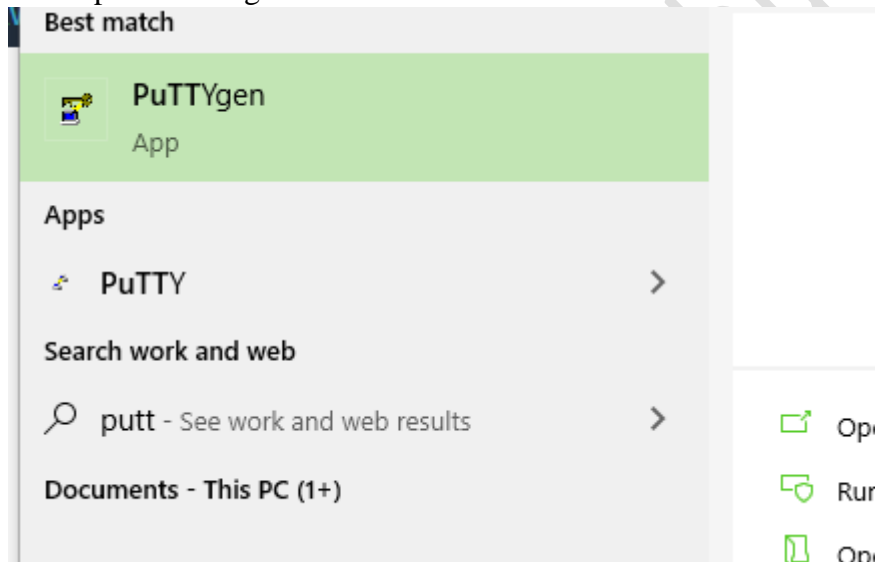 Best match
PuTTYgen
App
Apps
PuTTY
Search work and web
putt - See work and web results
Documents - This PC (1+)